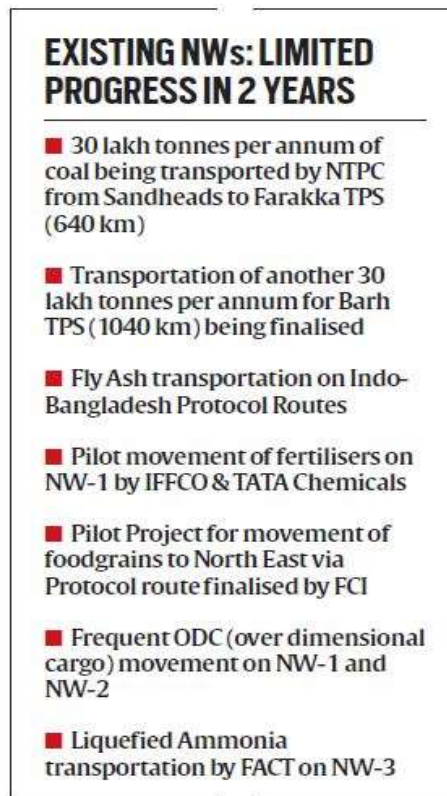 EXISTING NWs: LIMITED
PROGRESS IN 2 YEARS
■ 30 lakh tonnes per annum of
coal being transported by NTPC
from Sandheads to Farakka TPS
(640 km)
■ Transportation of another 30
lakh tonnes per annum for Barh
TPS (1040 km) being finalised
■ Fly Ash transportation on Indo-
Bangladesh Protocol Routes
■ Pilot movement of fertilisers on
NW-1 by IFFCO & TATA Chemicals
■ Pilot Project for movement of
foodgrains to North East via
Protocol route finalised by FCI
■ Frequent ODC (over dimensional
cargo) movement on NW-1 and
NW-2
■ Liquefied Ammonia
transportation by FACT on NW-3